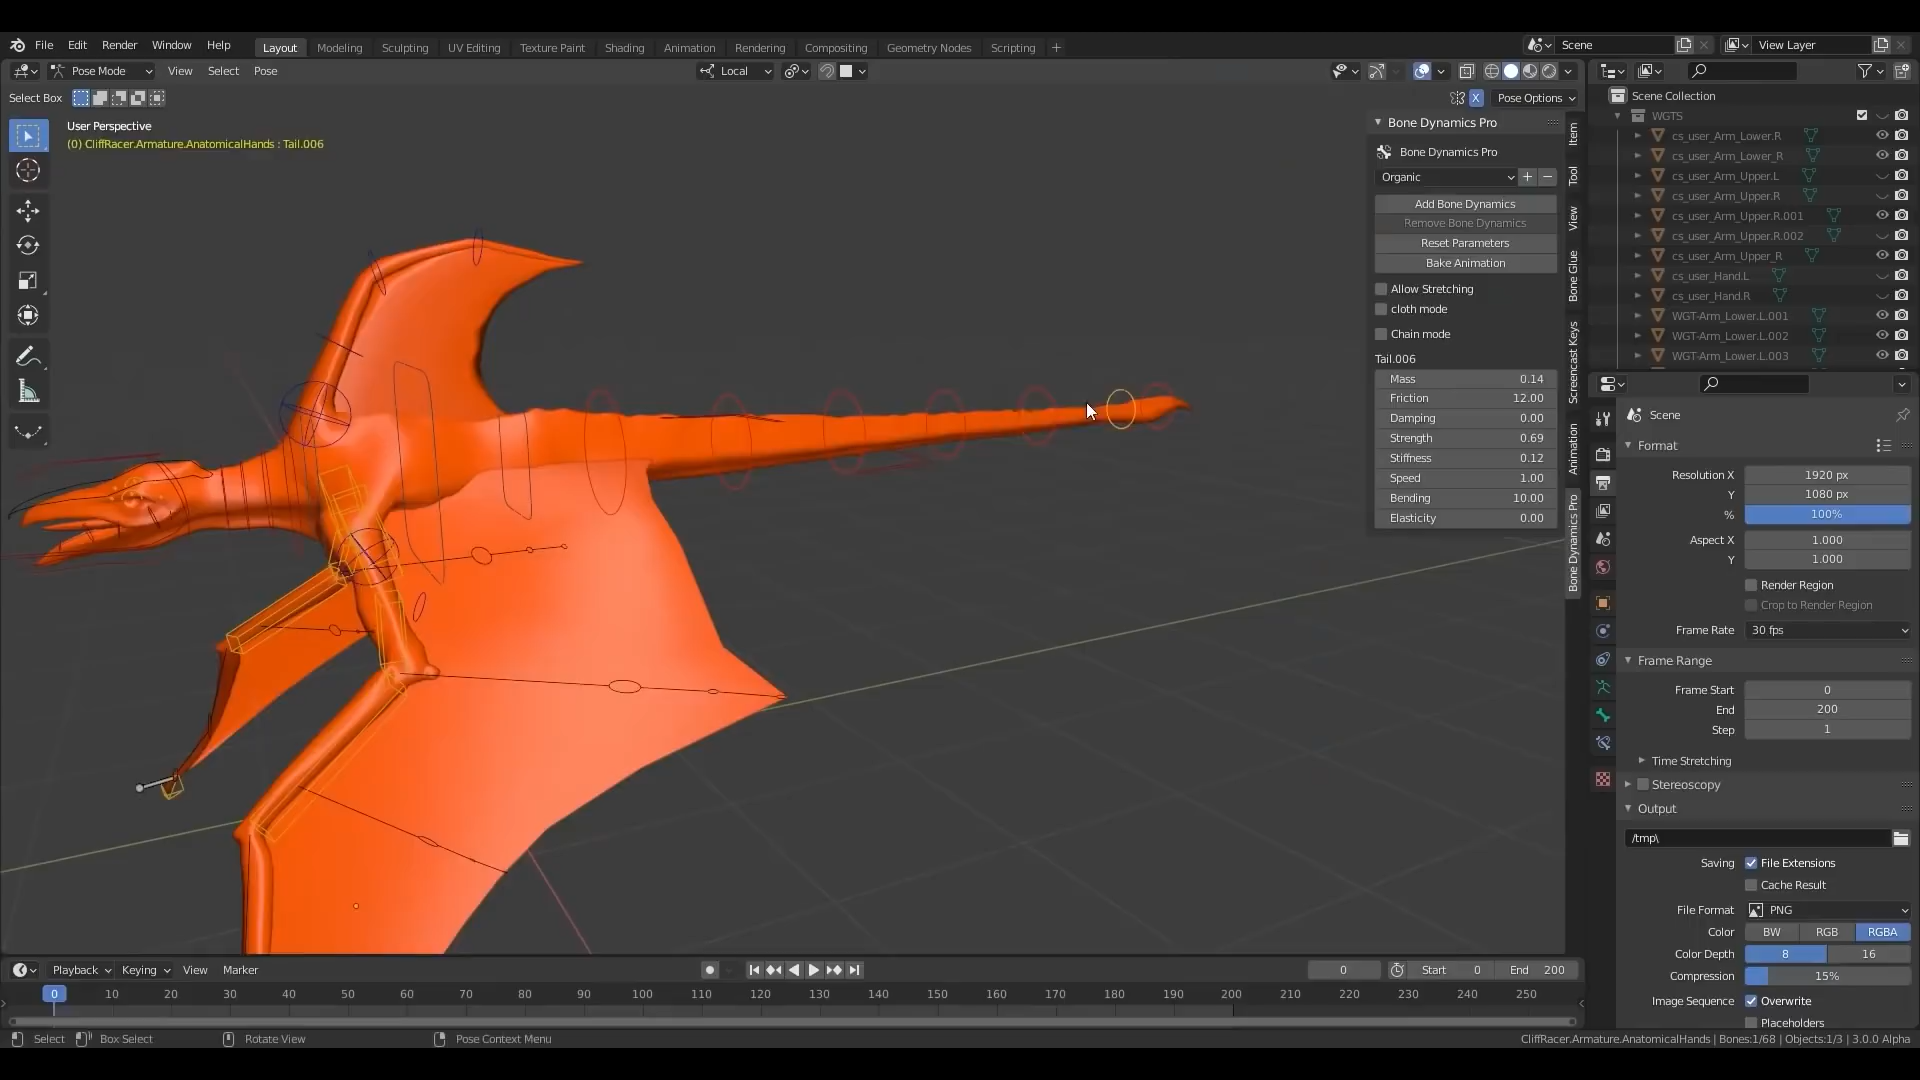 File Edit Render Window Help Layout Modeling Sculpting UV Editing Texture Paint Shading Animation Rendering Compositing Geometry Nodes Scripting + Scene View Layer
Pose Mode View Select Pose Local
Select Box X Pose Options
User Perspective
(0) CliffRacer.Armature.AnatomicalHands : Tail.006
Bone Dynamics Pro
Bone Dynamics Pro
Organic + −
Add Bone Dynamics
Remove Bone Dynamics
Reset Parameters
Bake Animation
Allow Stretching
cloth mode
Chain mode
Tail.006
Mass 0.14
Friction 12.00
Damping 0.00
Strength 0.69
Stiffness 0.12
Speed 1.00
Bending 10.00
Elasticity 0.00
Item
Tool
View
Bone Glue
Screencast Keys
Animation
Bone Dynamics Pro
Scene Collection
WGTS
cs_user_Arm_Lower.R
cs_user_Arm_Lower_R
cs_user_Arm_Upper.L
cs_user_Arm_Upper.R
cs_user_Arm_Upper.R.001
cs_user_Arm_Upper.R.002
cs_user_Arm_Upper_R
cs_user_Hand.L
cs_user_Hand.R
WGT-Arm_Lower.L.001
WGT-Arm_Lower.L.002
WGT-Arm_Lower.L.003
Scene
Format
Resolution X 1920 px
Y 1080 px
% 100%
Aspect X 1.000
Y 1.000
Render Region
Crop to Render Region
Frame Rate 30 fps
Frame Range
Frame Start 0
End 200
Step 1
Time Stretching
Stereoscopy
Output
/tmp\
Saving File Extensions
Cache Result
File Format PNG
Color BW RGB RGBA
Color Depth 8 16
Compression 15%
Image Sequence Overwrite
Placeholders
Playback Keying View Marker 0 Start 0 End 200
0 10 20 30 40 50 60 70 80 90 100 110 120 130 140 150 160 170 180 190 200 210 220 230 240 250
Select Box Select Rotate View Pose Context Menu CliffRacer.Armature.AnatomicalHands | Bones:1/68 | Objects:1/3 | 3.0.0 Alpha